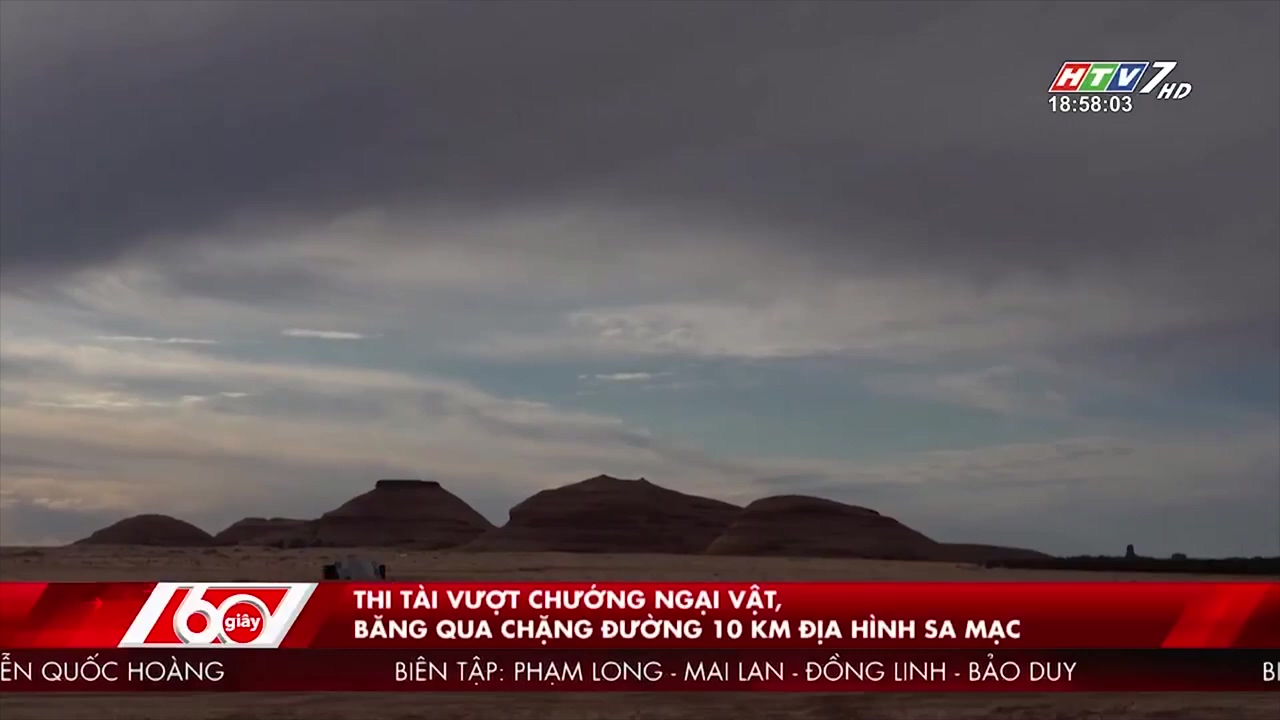 HTV7HD
18:58:03
THI TÀI VƯỢT CHƯỚNG NGẠI VẬT,
60 giây
BĂNG QUA CHẶNG ĐƯỜNG 10 KM ĐỊA HÌNH SA MẠC
ỄN QUỐC HOÀNG BIÊN TẬP: PHẠM LONG - MAI LAN - ĐỒNG LINH - BẢO DUY